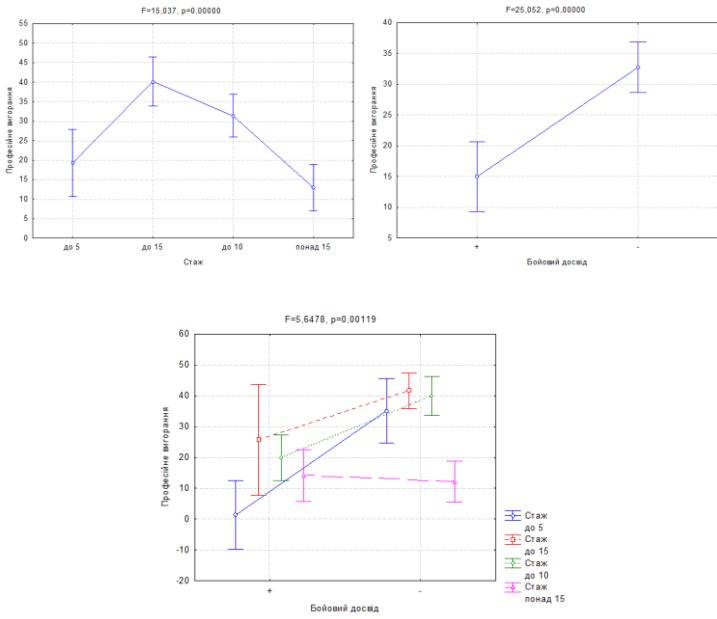 F=15,037, p=0,00000
Професійне вигорання
55
50
45
40
35
30
25
20
15
10
5
0
до 5
до 15
до 10
понад 15
Стаж
F=25,052, p=0,00000
Професійне вигорання
40
35
30
25
20
15
10
5
+
-
Бойовий досвід
F=5,6478, p=0,00119
Професійне вигорання
60
50
40
30
20
10
0
-10
-20
+
-
Бойовий досвід
Стаж
до 5
Стаж
до 15
Стаж
до 10
Стаж
понад 15